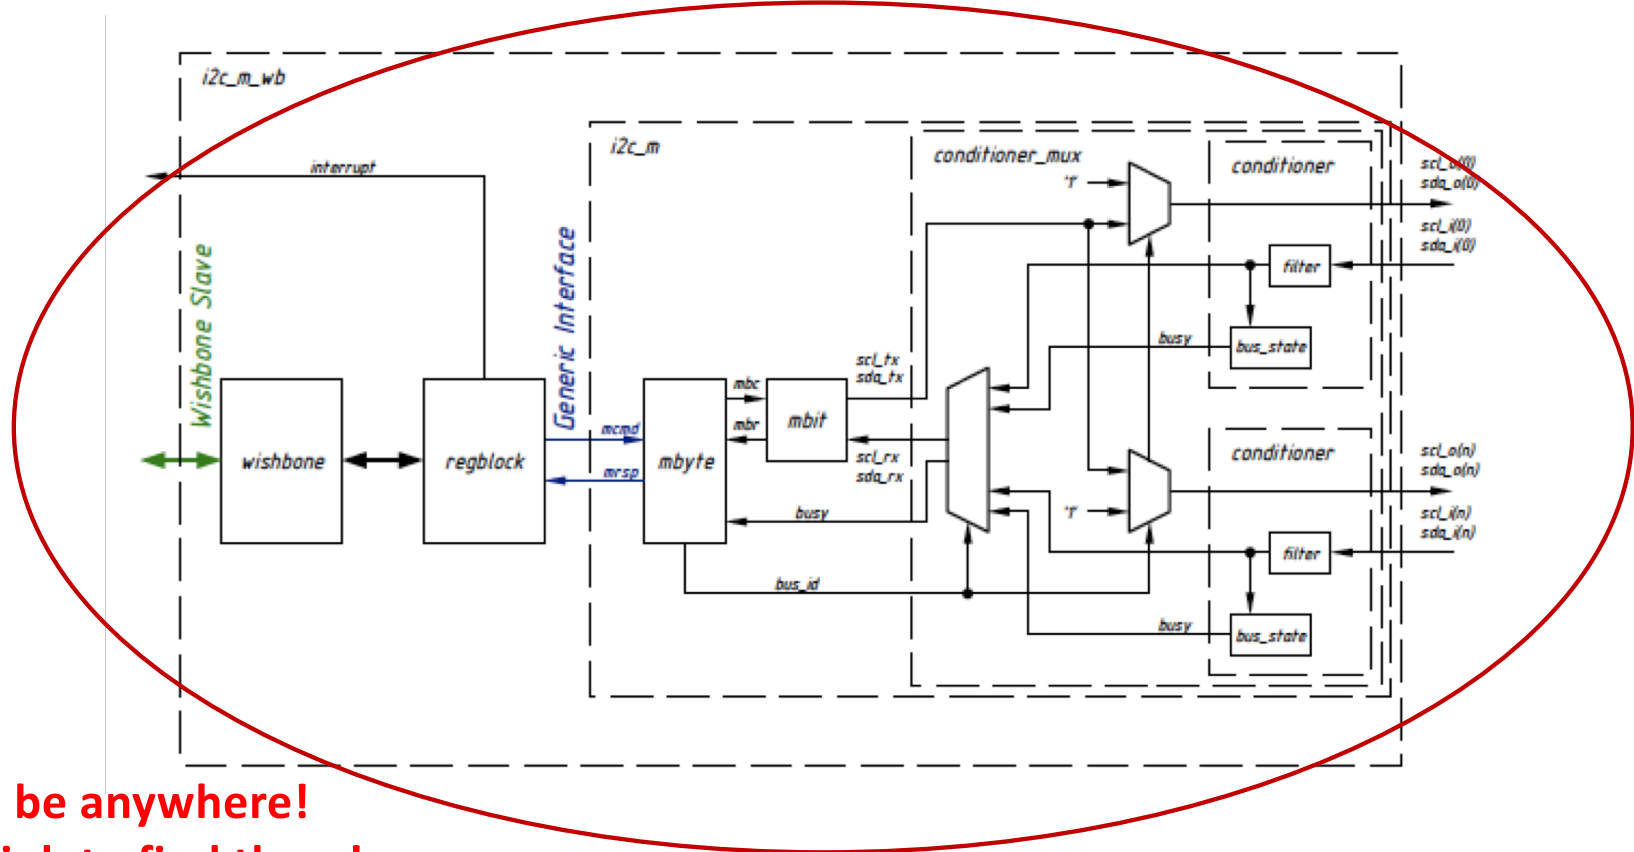 i2c_m_wb
interrupt
Wishbone Slave
wishbone
regblock
Generic Interface
mcmd
mrsp
i2c_m
mbyte
mbc
mbr
mbit
scl_tx
sda_tx
scl_rx
sda_rx
busy
bus_id
conditioner_mux
'1'
'1'
conditioner
filter
busy
bus_state
conditioner
filter
busy
bus_state
scl_o(0)
sda_o(0)
scl_i(0)
sda_i(0)
scl_o(n)
sda_o(n)
scl_i(n)
sda_i(n)
be anywhere!
to find